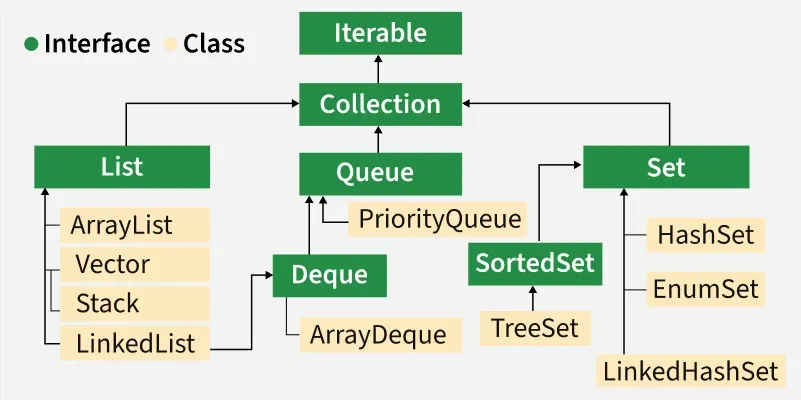 Interface Class
Iterable
Collection
List
Queue
Set
ArrayList
Vector
Stack
LinkedList
PriorityQueue
Deque
ArrayDeque
SortedSet
TreeSet
HashSet
EnumSet
LinkedHashSet